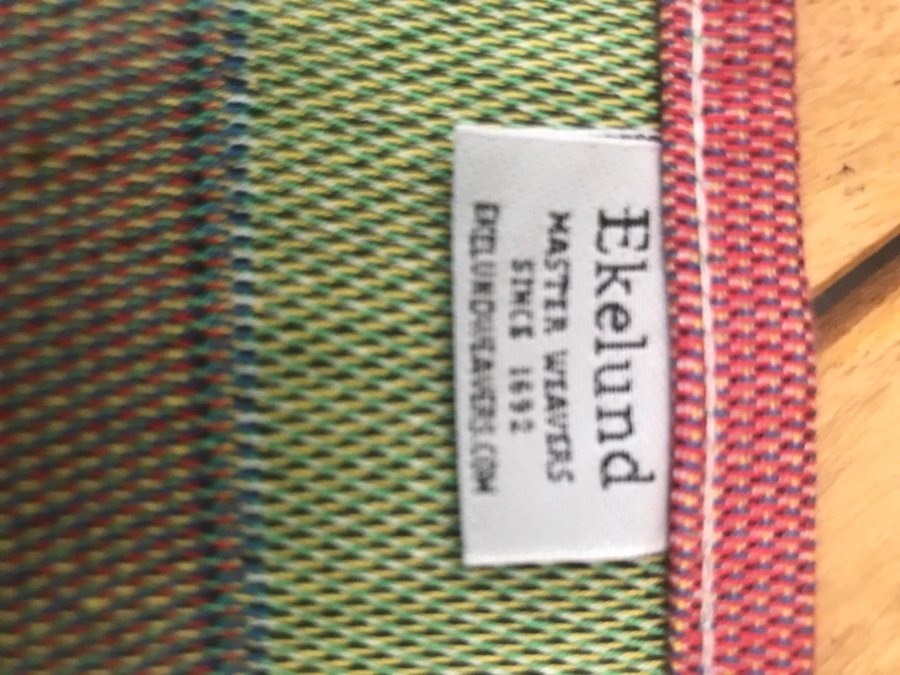 Ekelund
MASTER WEAVERS
SINCE 1692
EKELUNDWEAVERS.COM